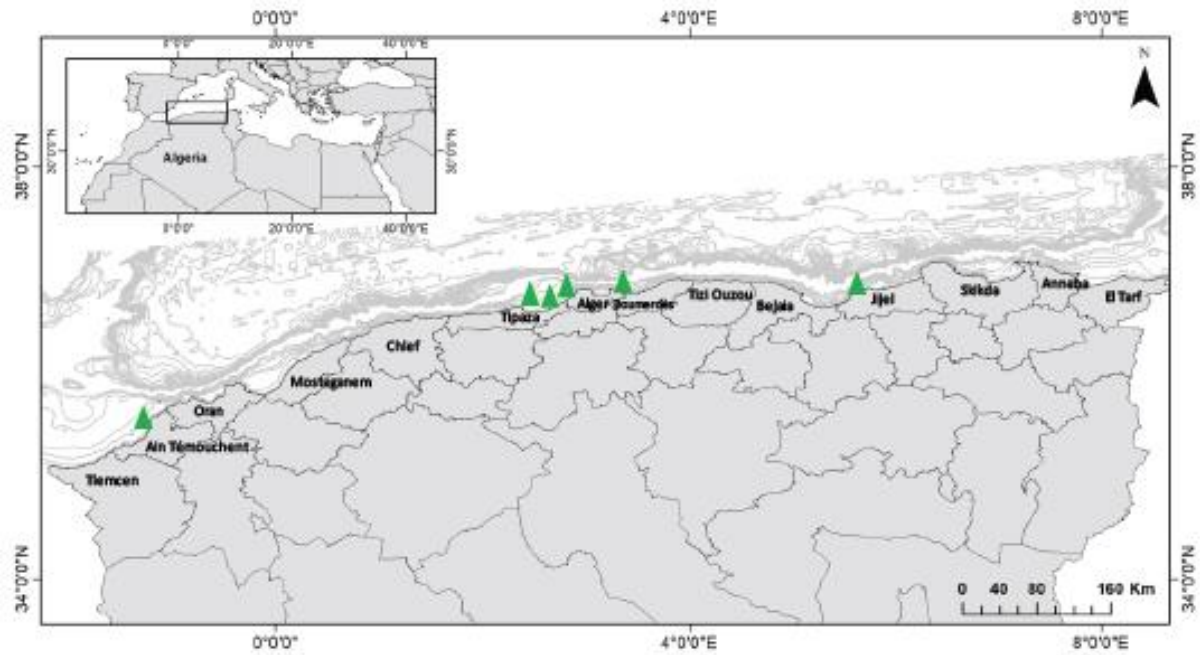 0°0'0" 4°0'0"E 8°0'0"E
0°0'0" 20°0'0"E 40°0'0"E
N
38°0'0"N 30°0'0"N 30°0'0"N 38°0'0"N
Algeria
0°0'0" 20°0'0"E 40°0'0"E
Annaba
Tizi Ouzou Skikda El Tarf
Alger Boumerdès Bejaia Jijel
Tipaza
Chlef
Mostaganem
Oran
Ain Témouchent
Tlemcen
34°0'0"N 34°0'0"N
0 40 80 160 Km
0°0'0" 4°0'0"E 8°0'0"E